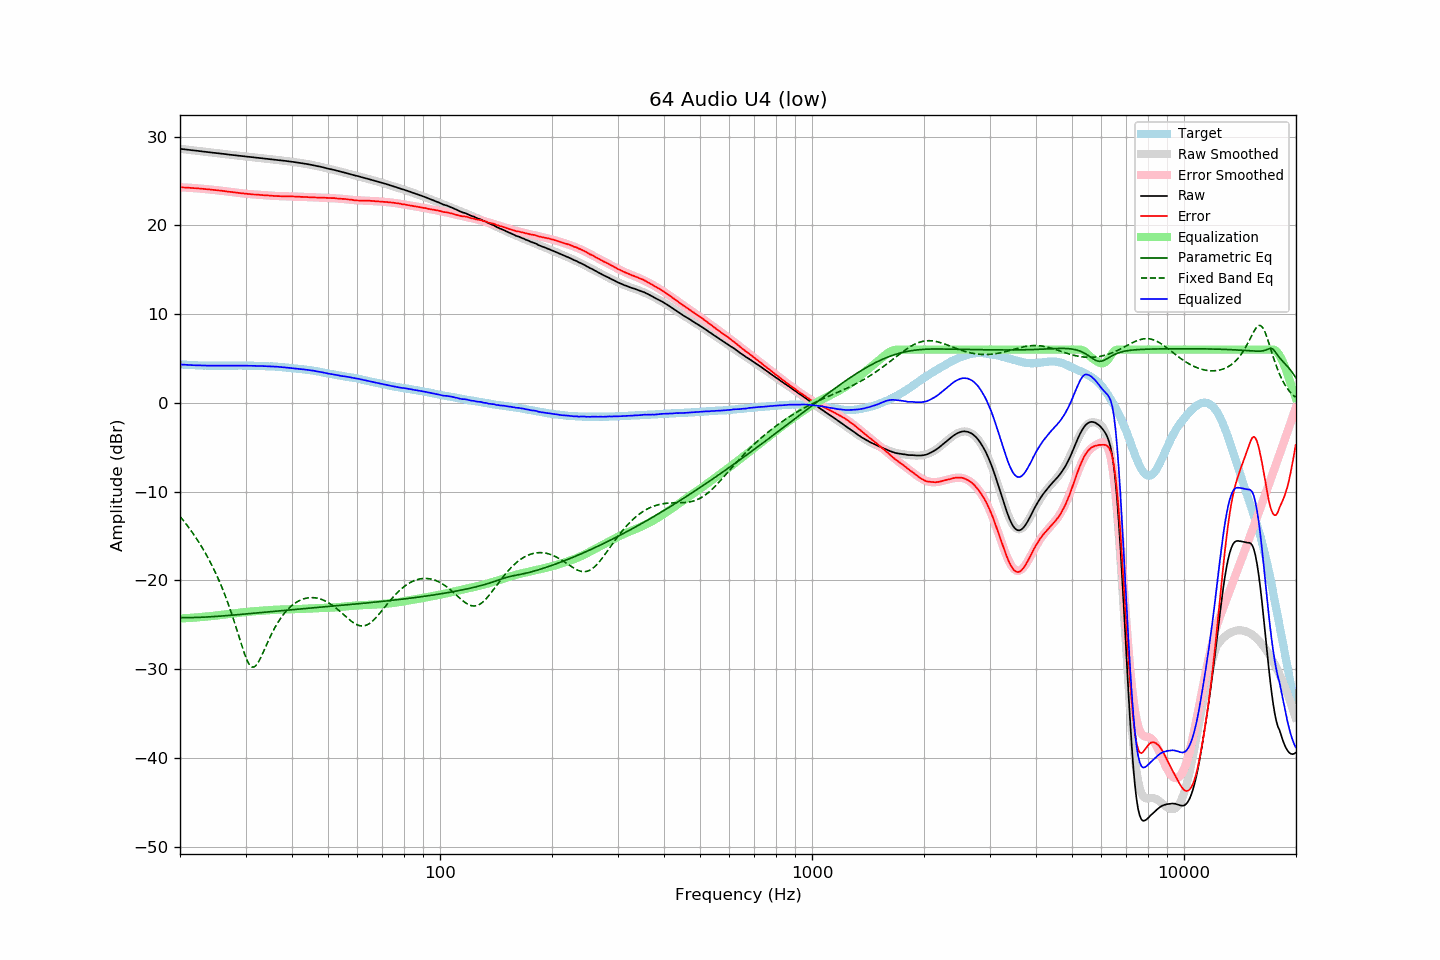 64 Audio U4 (low)
Amplitude (dBr)
30
20
10
0
−10
−20
−30
−40
−50
100
1000
10000
Frequency (Hz)
Target
Raw Smoothed
Error Smoothed
Raw
Error
Equalization
Parametric Eq
Fixed Band Eq
Equalized